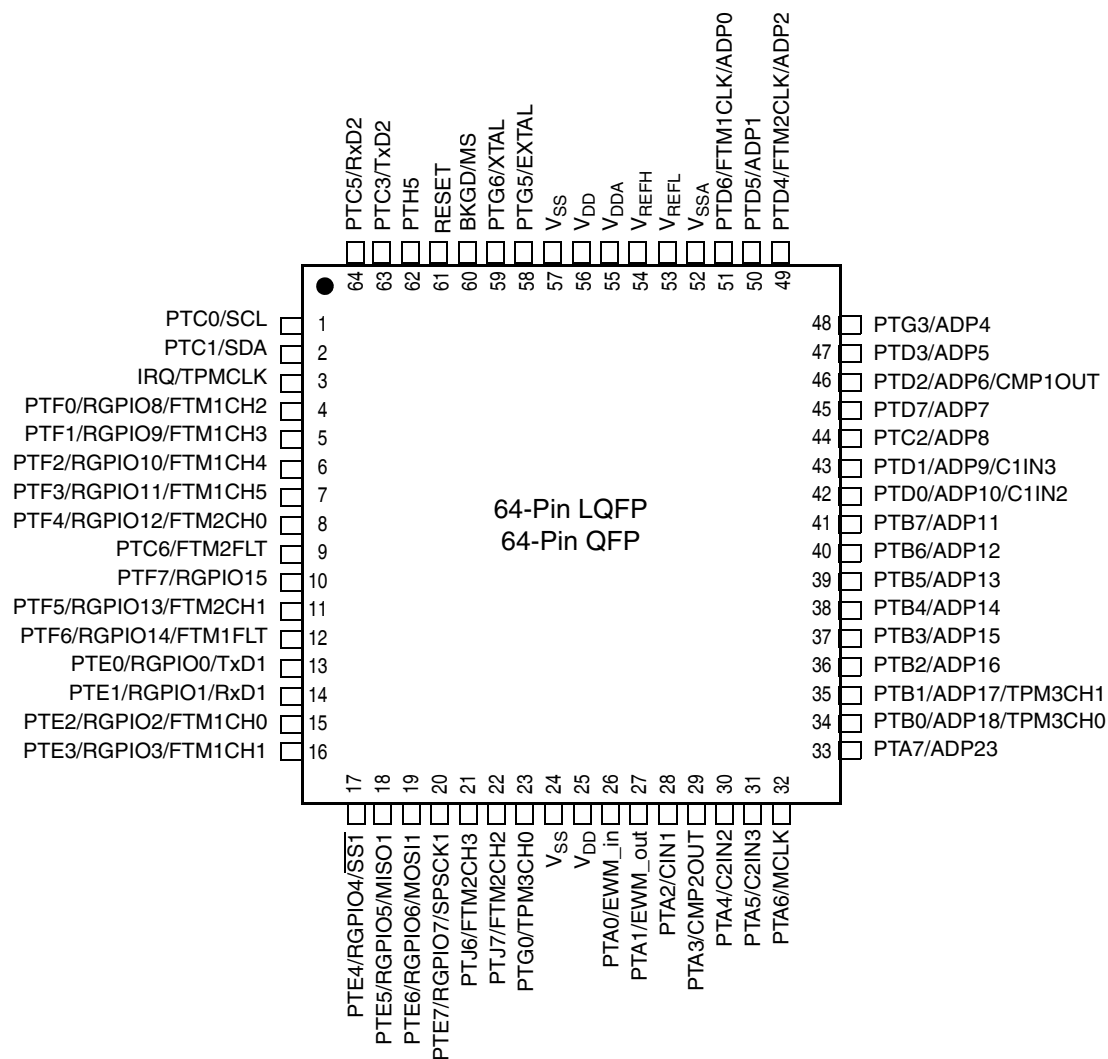 PTC5/RxD2
PTC3/TxD2
PTH5
RESET
BKGD/MS
PTG6/XTAL
PTG5/EXTAL
VSS
VDD
VDDA
VREFH
VREFL
VSSA
PTD6/FTM1CLK/ADP0
PTD5/ADP1
PTD4/FTM2CLK/ADP2
64
63
62
61
60
59
58
57
56
55
54
53
52
51
50
49
PTC0/SCL 1
PTC1/SDA 2
IRQ/TPMCLK 3
PTF0/RGPIO8/FTM1CH2 4
PTF1/RGPIO9/FTM1CH3 5
PTF2/RGPIO10/FTM1CH4 6
PTF3/RGPIO11/FTM1CH5 7
PTF4/RGPIO12/FTM2CH0 8
PTC6/FTM2FLT 9
PTF7/RGPIO15 10
PTF5/RGPIO13/FTM2CH1 11
PTF6/RGPIO14/FTM1FLT 12
PTE0/RGPIO0/TxD1 13
PTE1/RGPIO1/RxD1 14
PTE2/RGPIO2/FTM1CH0 15
PTE3/RGPIO3/FTM1CH1 16
64-Pin LQFP
64-Pin QFP
48 PTG3/ADP4
47 PTD3/ADP5
46 PTD2/ADP6/CMP1OUT
45 PTD7/ADP7
44 PTC2/ADP8
43 PTD1/ADP9/C1IN3
42 PTD0/ADP10/C1IN2
41 PTB7/ADP11
40 PTB6/ADP12
39 PTB5/ADP13
38 PTB4/ADP14
37 PTB3/ADP15
36 PTB2/ADP16
35 PTB1/ADP17/TPM3CH1
34 PTB0/ADP18/TPM3CH0
33 PTA7/ADP23
17
18
19
20
21
22
23
24
25
26
27
28
29
30
31
32
PTE4/RGPIO4/SS1
PTE5/RGPIO5/MISO1
PTE6/RGPIO6/MOSI1
PTE7/RGPIO7/SPSCK1
PTJ6/FTM2CH3
PTJ7/FTM2CH2
PTG0/TPM3CH0
VSS
VDD
PTA0/EWM_in
PTA1/EWM_out
PTA2/CIN1
PTA3/CMP2OUT
PTA4/C2IN2
PTA5/C2IN3
PTA6/MCLK